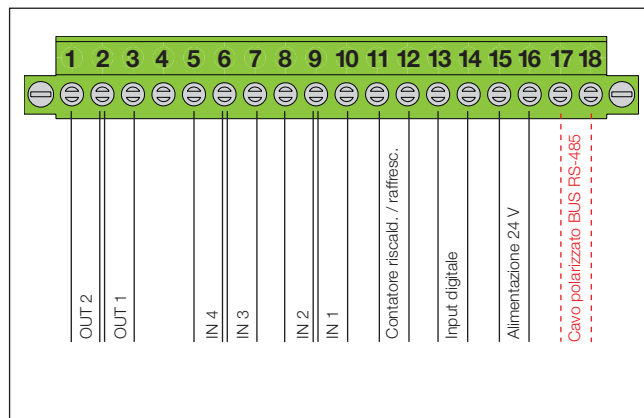 1 2 3 4 5 6 7 8 9 10 11 12 13 14 15 16 17 18
OUT 2
OUT 1
IN 4
IN 3
IN 2
IN 1
Contatore riscald. / raffresc.
Input digitale
Alimentazione 24 V
Cavo polarizzato BUS RS-485